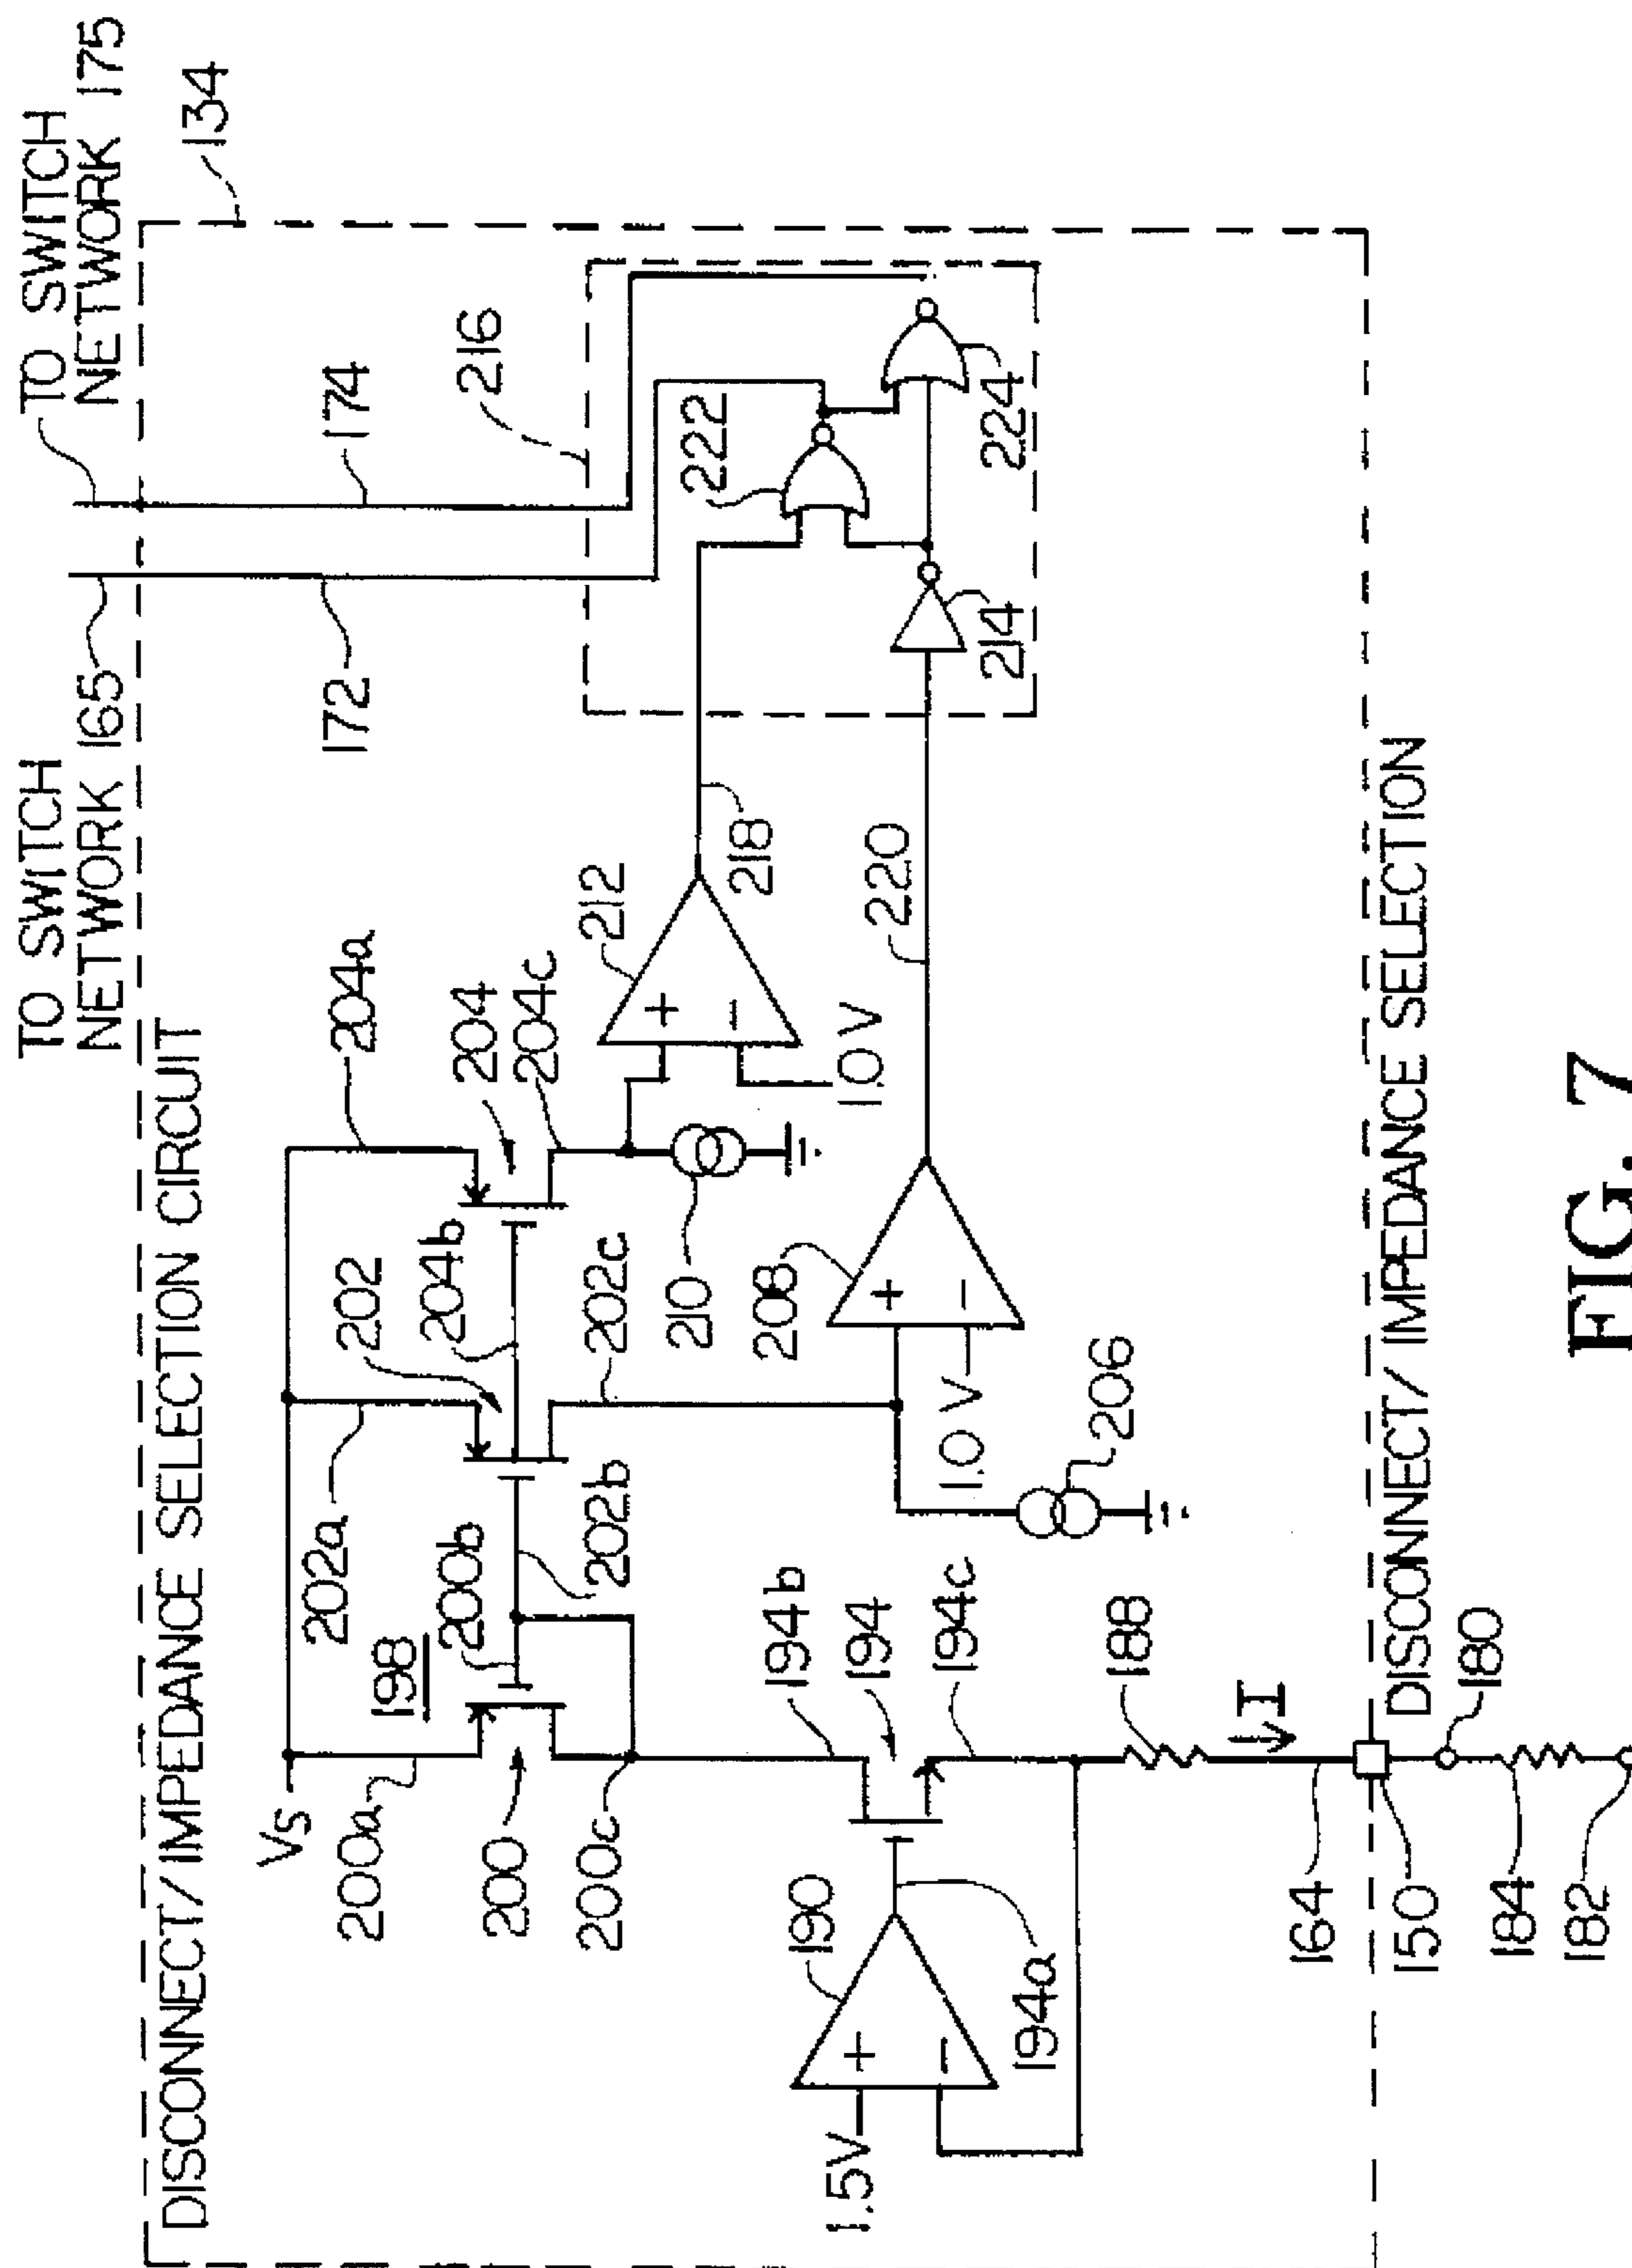 TO SWITCH
NETWORK 165
TO SWITCH
NETWORK 175
134
DISCONNECT/IMPEDANCE SELECTION CIRCUIT
172
174
216
Vs
200a
198
202a
202
204a
204
200
200b
202b
204b
204c
200c
202c
210
212
218
222
1.0 V
194b
208
220
214
224
190
194
1.0 V
1.5V
194a
194c
206
188
164
I
150
DISCONNECT/IMPEDANCE SELECTION
180
184
182
FIG. 7